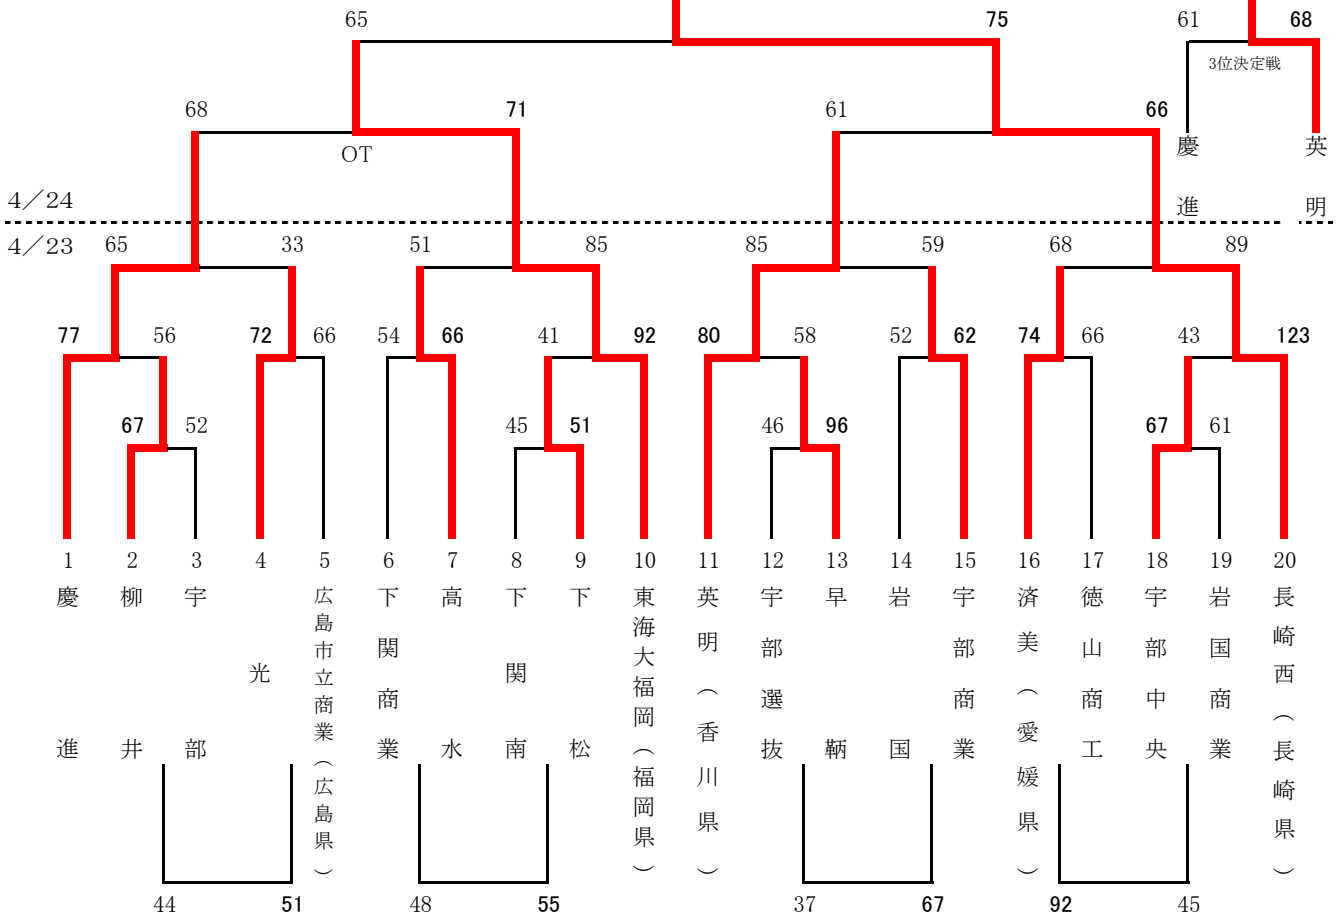 65 75 61 68
3位決定戦
68 71 61 66
OT
慶進 英明
4／24
4／23
65 33 51 85 85 59 68 89
77 56 72 66 54 66 41 92 80 58 52 62 74 66 43 123
67 52 45 51 46 96 67 61
1 2 3 4 5 6 7 8 9 10 11 12 13 14 15 16 17 18 19 20
慶進
柳井
宇部
光
広島市立商業（広島県）
下関商業
高水
下関南
下松
東海大福岡（福岡県）
英明（香川県）
宇部選抜
早鞆
岩国
宇部商業
済美（愛媛県）
徳山商工
宇部中央
岩国商業
長崎西（長崎県）
44 51 48 55 37 67 92 45